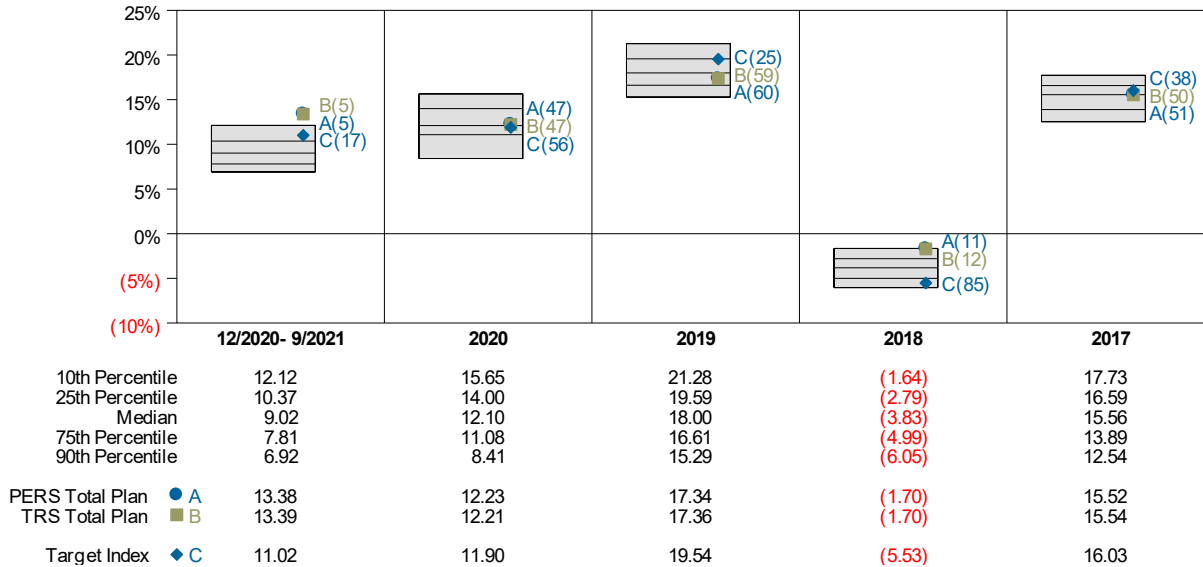 25%
20%
15%
10%
5%
0%
(5%)
(10%)
B(5)
A(5)
C(17)
A(47)
B(47)
C(56)
C(25)
B(59)
A(60)
A(11)
B(12)
C(85)
C(38)
B(50)
A(51)
12/2020- 9/2021 2020 2019 2018 2017
10th Percentile 12.12 15.65 21.28 (1.64) 17.73
25th Percentile 10.37 14.00 19.59 (2.79) 16.59
Median 9.02 12.10 18.00 (3.83) 15.56
75th Percentile 7.81 11.08 16.61 (4.99) 13.89
90th Percentile 6.92 8.41 15.29 (6.05) 12.54
PERS Total Plan A 13.38 12.23 17.34 (1.70) 15.52
TRS Total Plan B 13.39 12.21 17.36 (1.70) 15.54
Target Index C 11.02 11.90 19.54 (5.53) 16.03